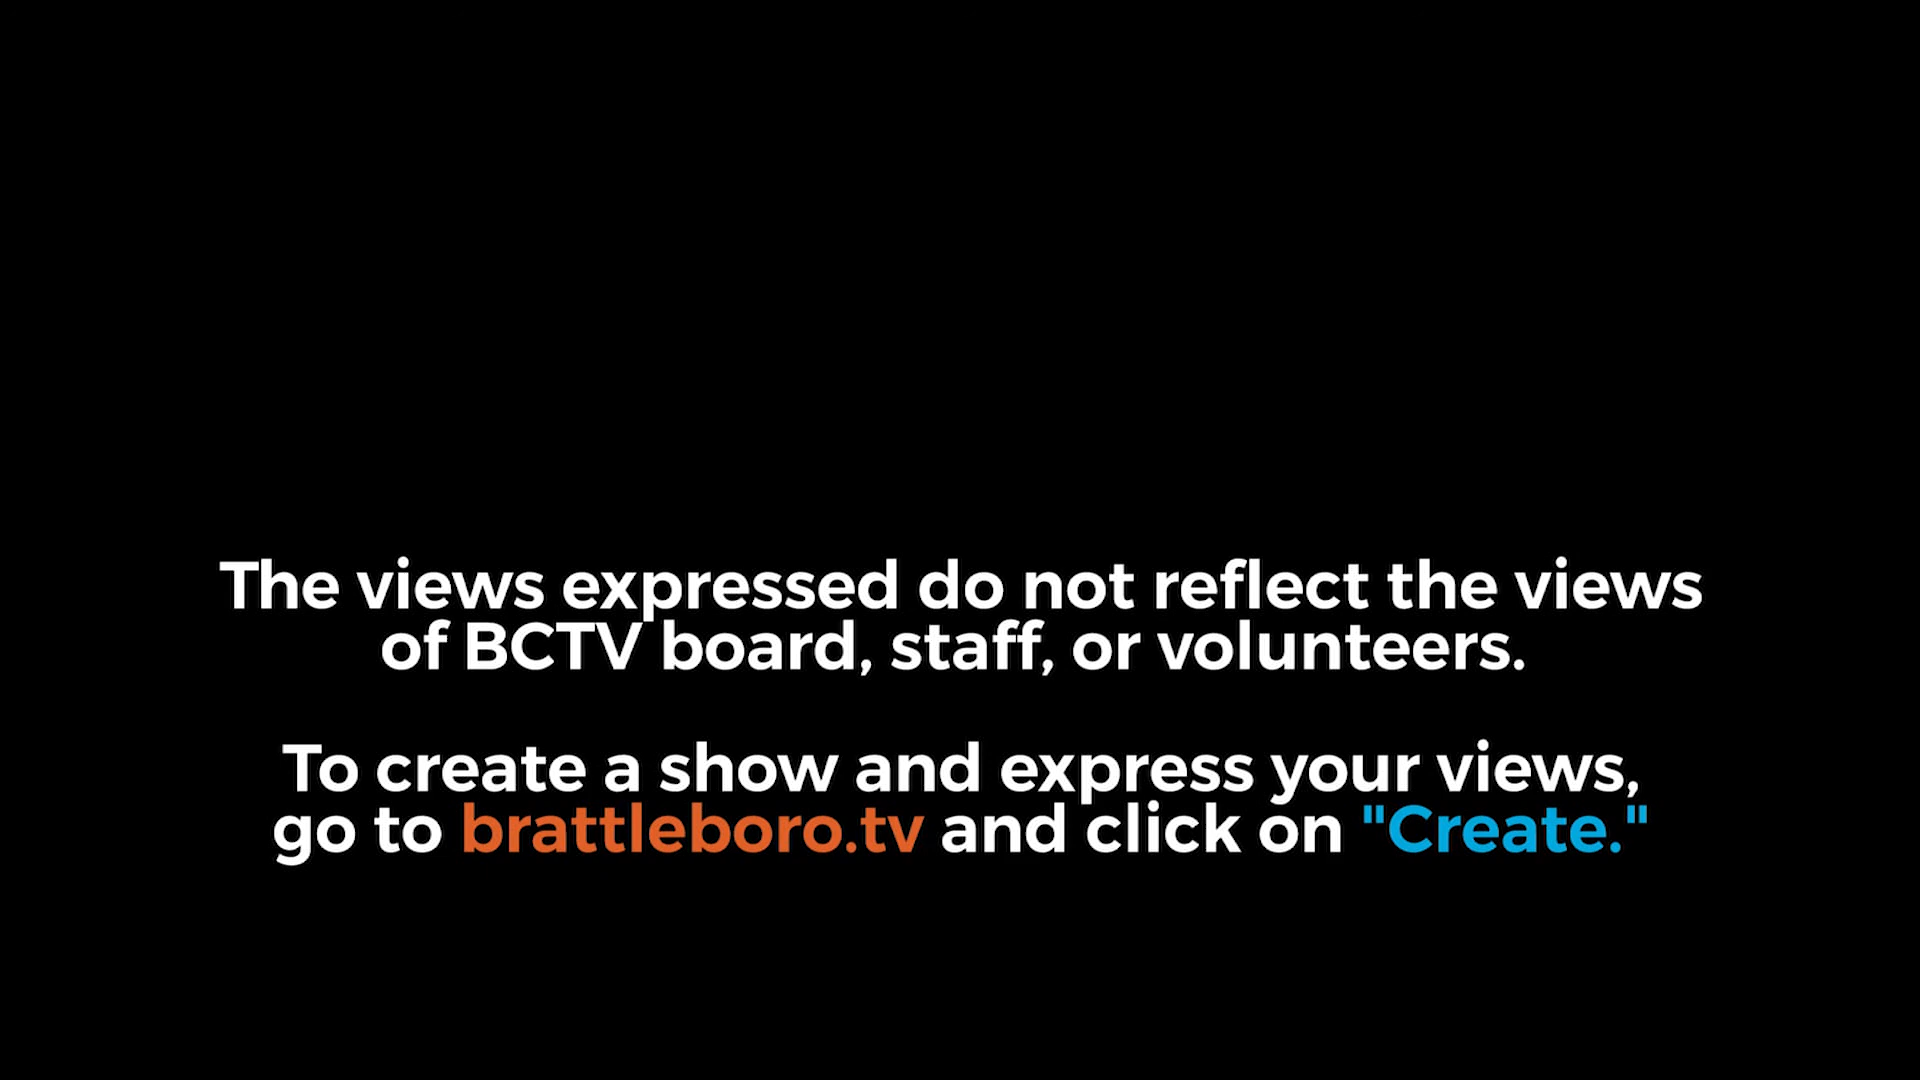 The views expressed do not reflect the views
of BCTV board, staff, or volunteers.
To create a show and express your views,
go to brattleboro.tv and click on "Create."